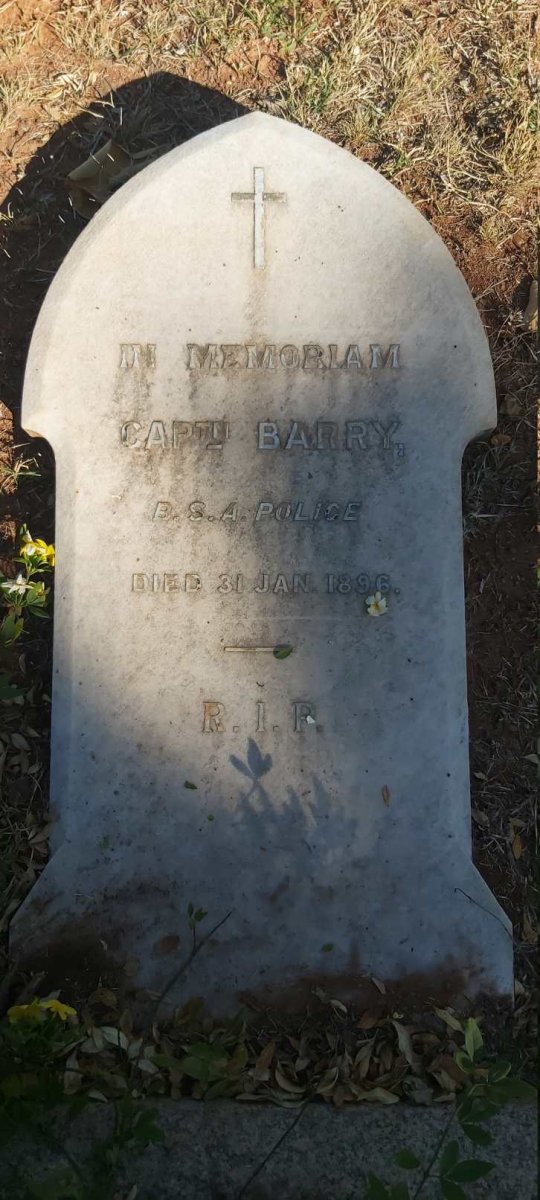 IN MEMORIAM
CAPTN BARRY,
B.S.A. POLICE
DIED 31 JAN. 1896.
R.I.P.